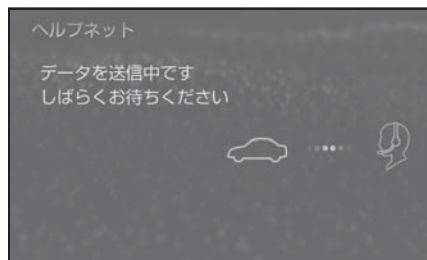 ヘルプネット
データを送信中です
しばらくお待ちください